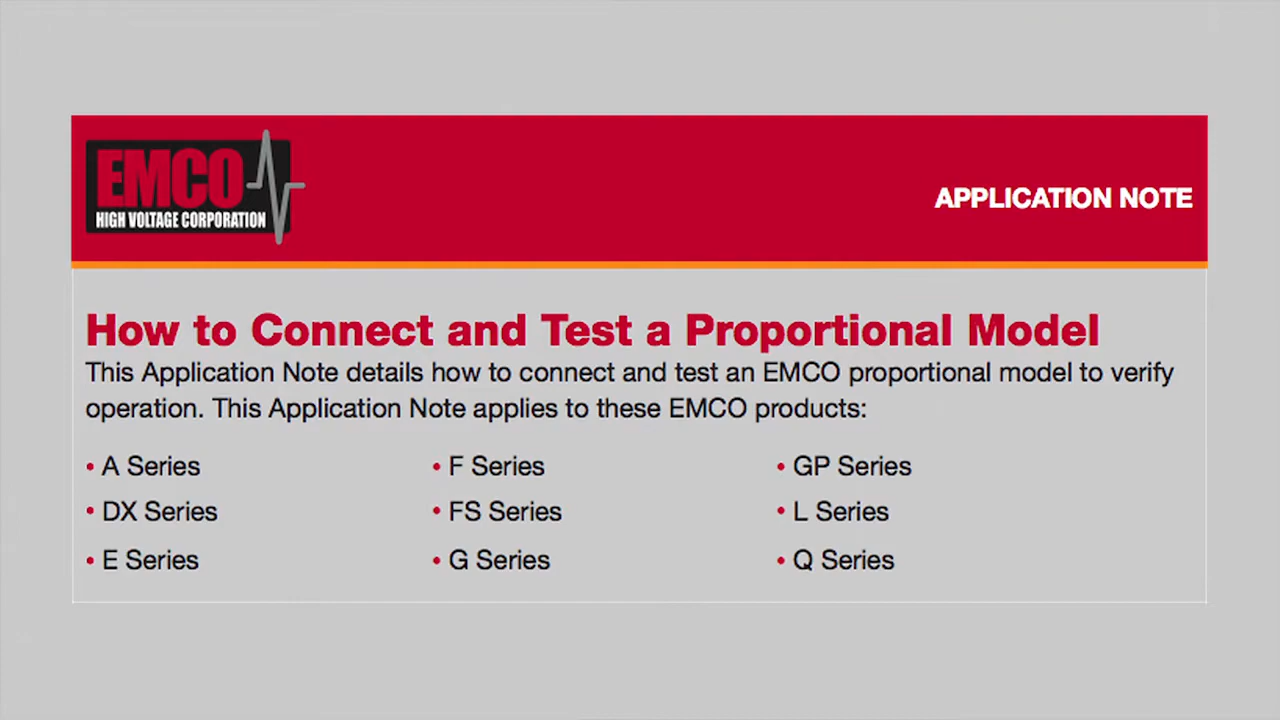 EMCO
HIGH VOLTAGE CORPORATION
APPLICATION NOTE
How to Connect and Test a Proportional Model
This Application Note details how to connect and test an EMCO proportional model to verify
operation. This Application Note applies to these EMCO products:
• A Series
• DX Series
• E Series
• F Series
• FS Series
• G Series
• GP Series
• L Series
• Q Series